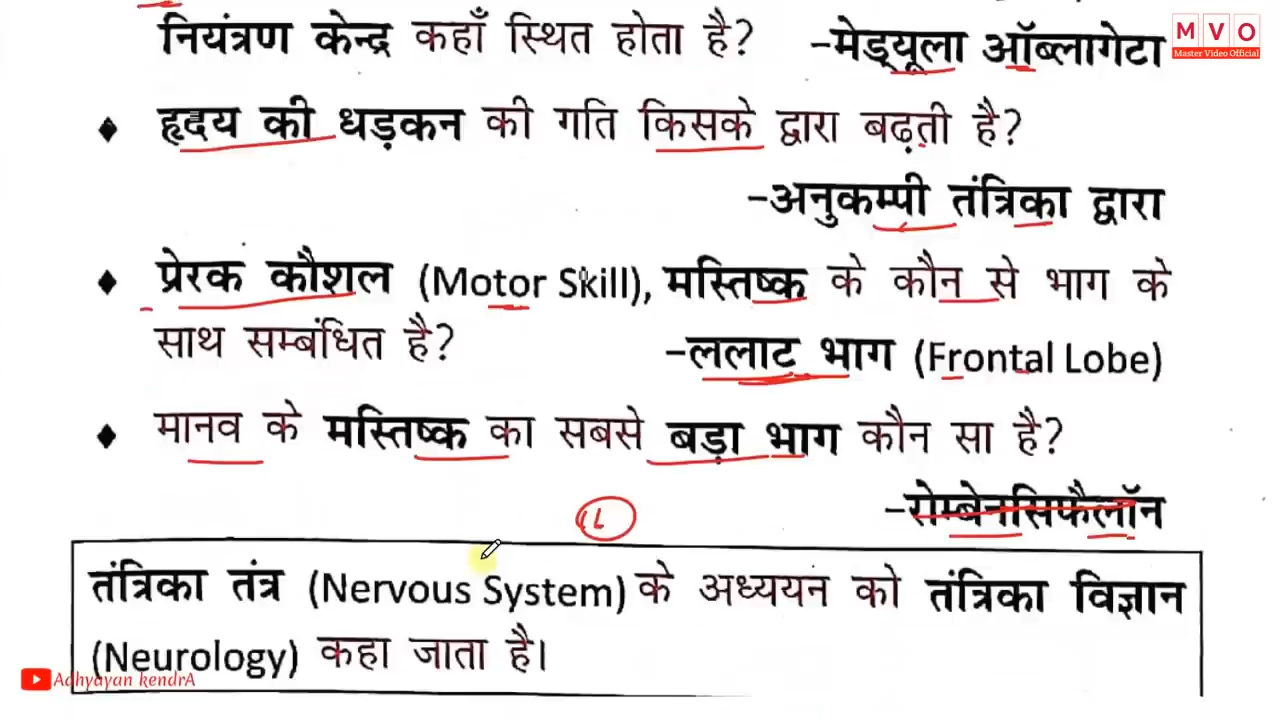 नियंत्रण केन्द्र कहाँ स्थित होता है? -मेड्यूला ऑब्लागेटा
M V O
Master Video Official
♦ हृदय की धड़कन की गति किसके द्वारा बढ़ती है?
-अनुकम्पी तंत्रिका द्वारा
♦ प्रेरक कौशल (Motor Skill), मस्तिष्क के कौन से भाग के
साथ सम्बंधित है? -ललाट भाग (Frontal Lobe)
♦ मानव के मस्तिष्क का सबसे बड़ा भाग कौन सा है?
-रोम्बेनसिफैलॉन
तंत्रिका तंत्र (Nervous System) के अध्ययन को तंत्रिका विज्ञान
(Neurology) कहा जाता है।
Adhyayan kendrA